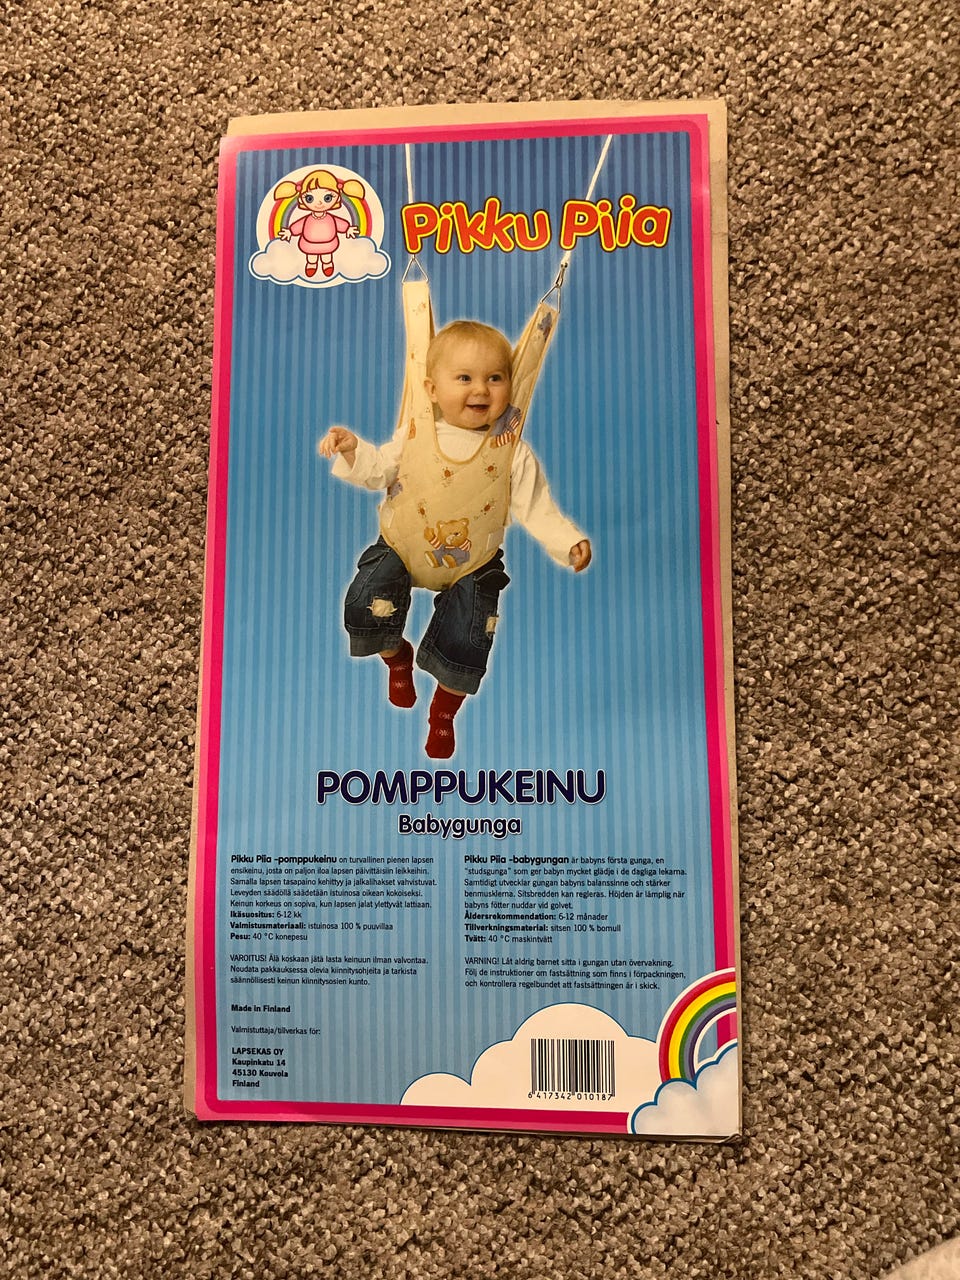 Pikku Piia
POMPPUKEINU
Babygunga
Pikku Piia -pomppukeinu on turvallinen pienen lapsen
ensikeinu, josta on paljon iloa lapsen päivittäisiin leikkeihin.
Samalla lapsen tasapaino kehittyy ja jalkalihakset vahvistuvat.
Leveyden säädöllä säädetään istuinosa oikean kokoiseksi.
Keinun korkeus on sopiva, kun lapsen jalat ylettyvät lattiaan.
Ikäsuositus: 6-12 kk
Valmistusmateriaali: istuinosa 100 % puuvillaa
Pesu: 40 °C konepesu
VAROITUS! Älä koskaan jätä lasta keinuun ilman valvontaa.
Noudata pakkauksessa olevia kiinnitysohjeita ja tarkista
säännöllisesti keinun kiinnitysosien kunto.
Made in Finland
Valmistuttaja/tillverkas för:
LAPSEKAS OY
Kaupinkatu 14
45130 Kouvola
Finland
Pikku Piia -babygungan är babyns första gunga, en
"studsgunga" som ger babyn mycket glädje i de dagliga lekarna.
Samtidigt utvecklar gungan babyns balanssinne och stärker
benmusklerna. Sitsbredden kan regleras. Höjden är lämplig när
babyns fötter nuddar vid golvet.
Åldersrekommendation: 6-12 månader
Tillverkningsmaterial: sitsen 100 % bomull
Tvätt: 40 °C maskintvätt
VARNING! Låt aldrig barnet sitta i gungan utan övervakning.
Följ de instruktioner om fastsättning som finns i förpackningen,
och kontrollera regelbundet att fastsättningen är i skick.
6 417342 010187